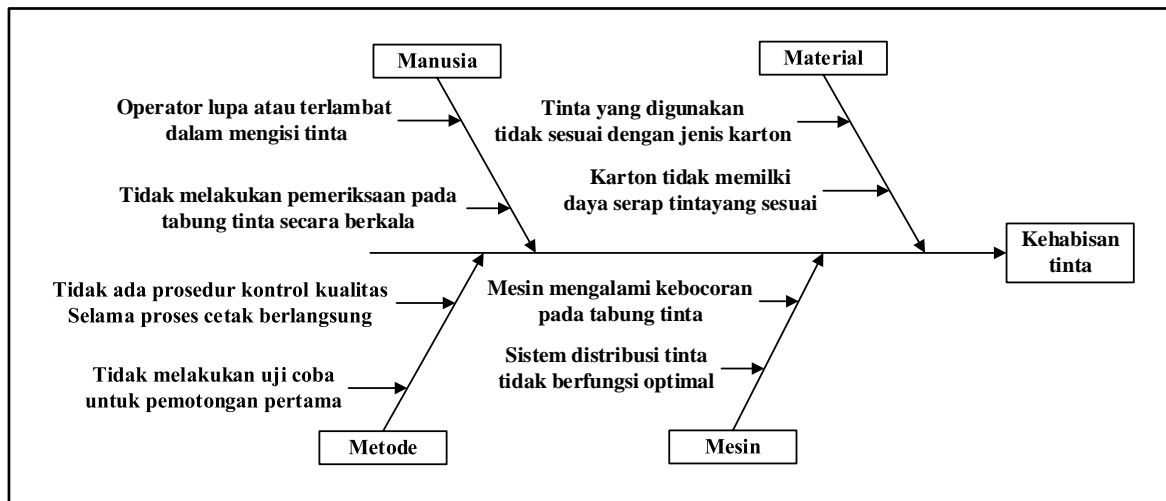 Manusia
Material
Operator lupa atau terlambat
dalam mengisi tinta
Tinta yang digunakan
tidak sesuai dengan jenis karton
Tidak melakukan pemeriksaan pada
tabung tinta secara berkala
Karton tidak memilki
daya serap tintayang sesuai
Kehabisan
tinta
Tidak ada prosedur kontrol kualitas
Selama proses cetak berlangsung
Mesin mengalami kebocoran
pada tabung tinta
Tidak melakukan uji coba
untuk pemotongan pertama
Sistem distribusi tinta
tidak berfungsi optimal
Metode
Mesin